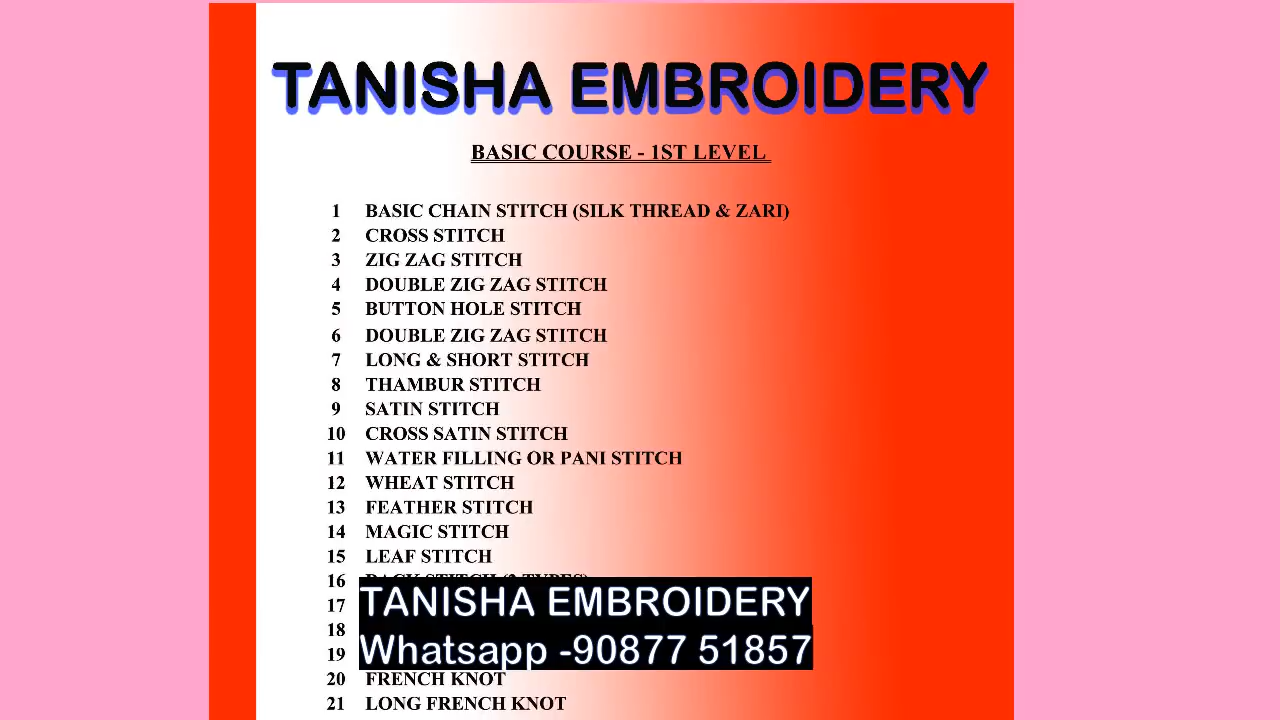 TANISHA EMBROIDERY
BASIC COURSE - 1ST LEVEL
1 BASIC CHAIN STITCH (SILK THREAD & ZARI)
2 CROSS STITCH
3 ZIG ZAG STITCH
4 DOUBLE ZIG ZAG STITCH
5 BUTTON HOLE STITCH
6 DOUBLE ZIG ZAG STITCH
7 LONG & SHORT STITCH
8 THAMBUR STITCH
9 SATIN STITCH
10 CROSS SATIN STITCH
11 WATER FILLING OR PANI STITCH
12 WHEAT STITCH
13 FEATHER STITCH
14 MAGIC STITCH
15 LEAF STITCH
16
TANISHA EMBROIDERY
17
18
Whatsapp -90877 51857
19
20 FRENCH KNOT
21 LONG FRENCH KNOT